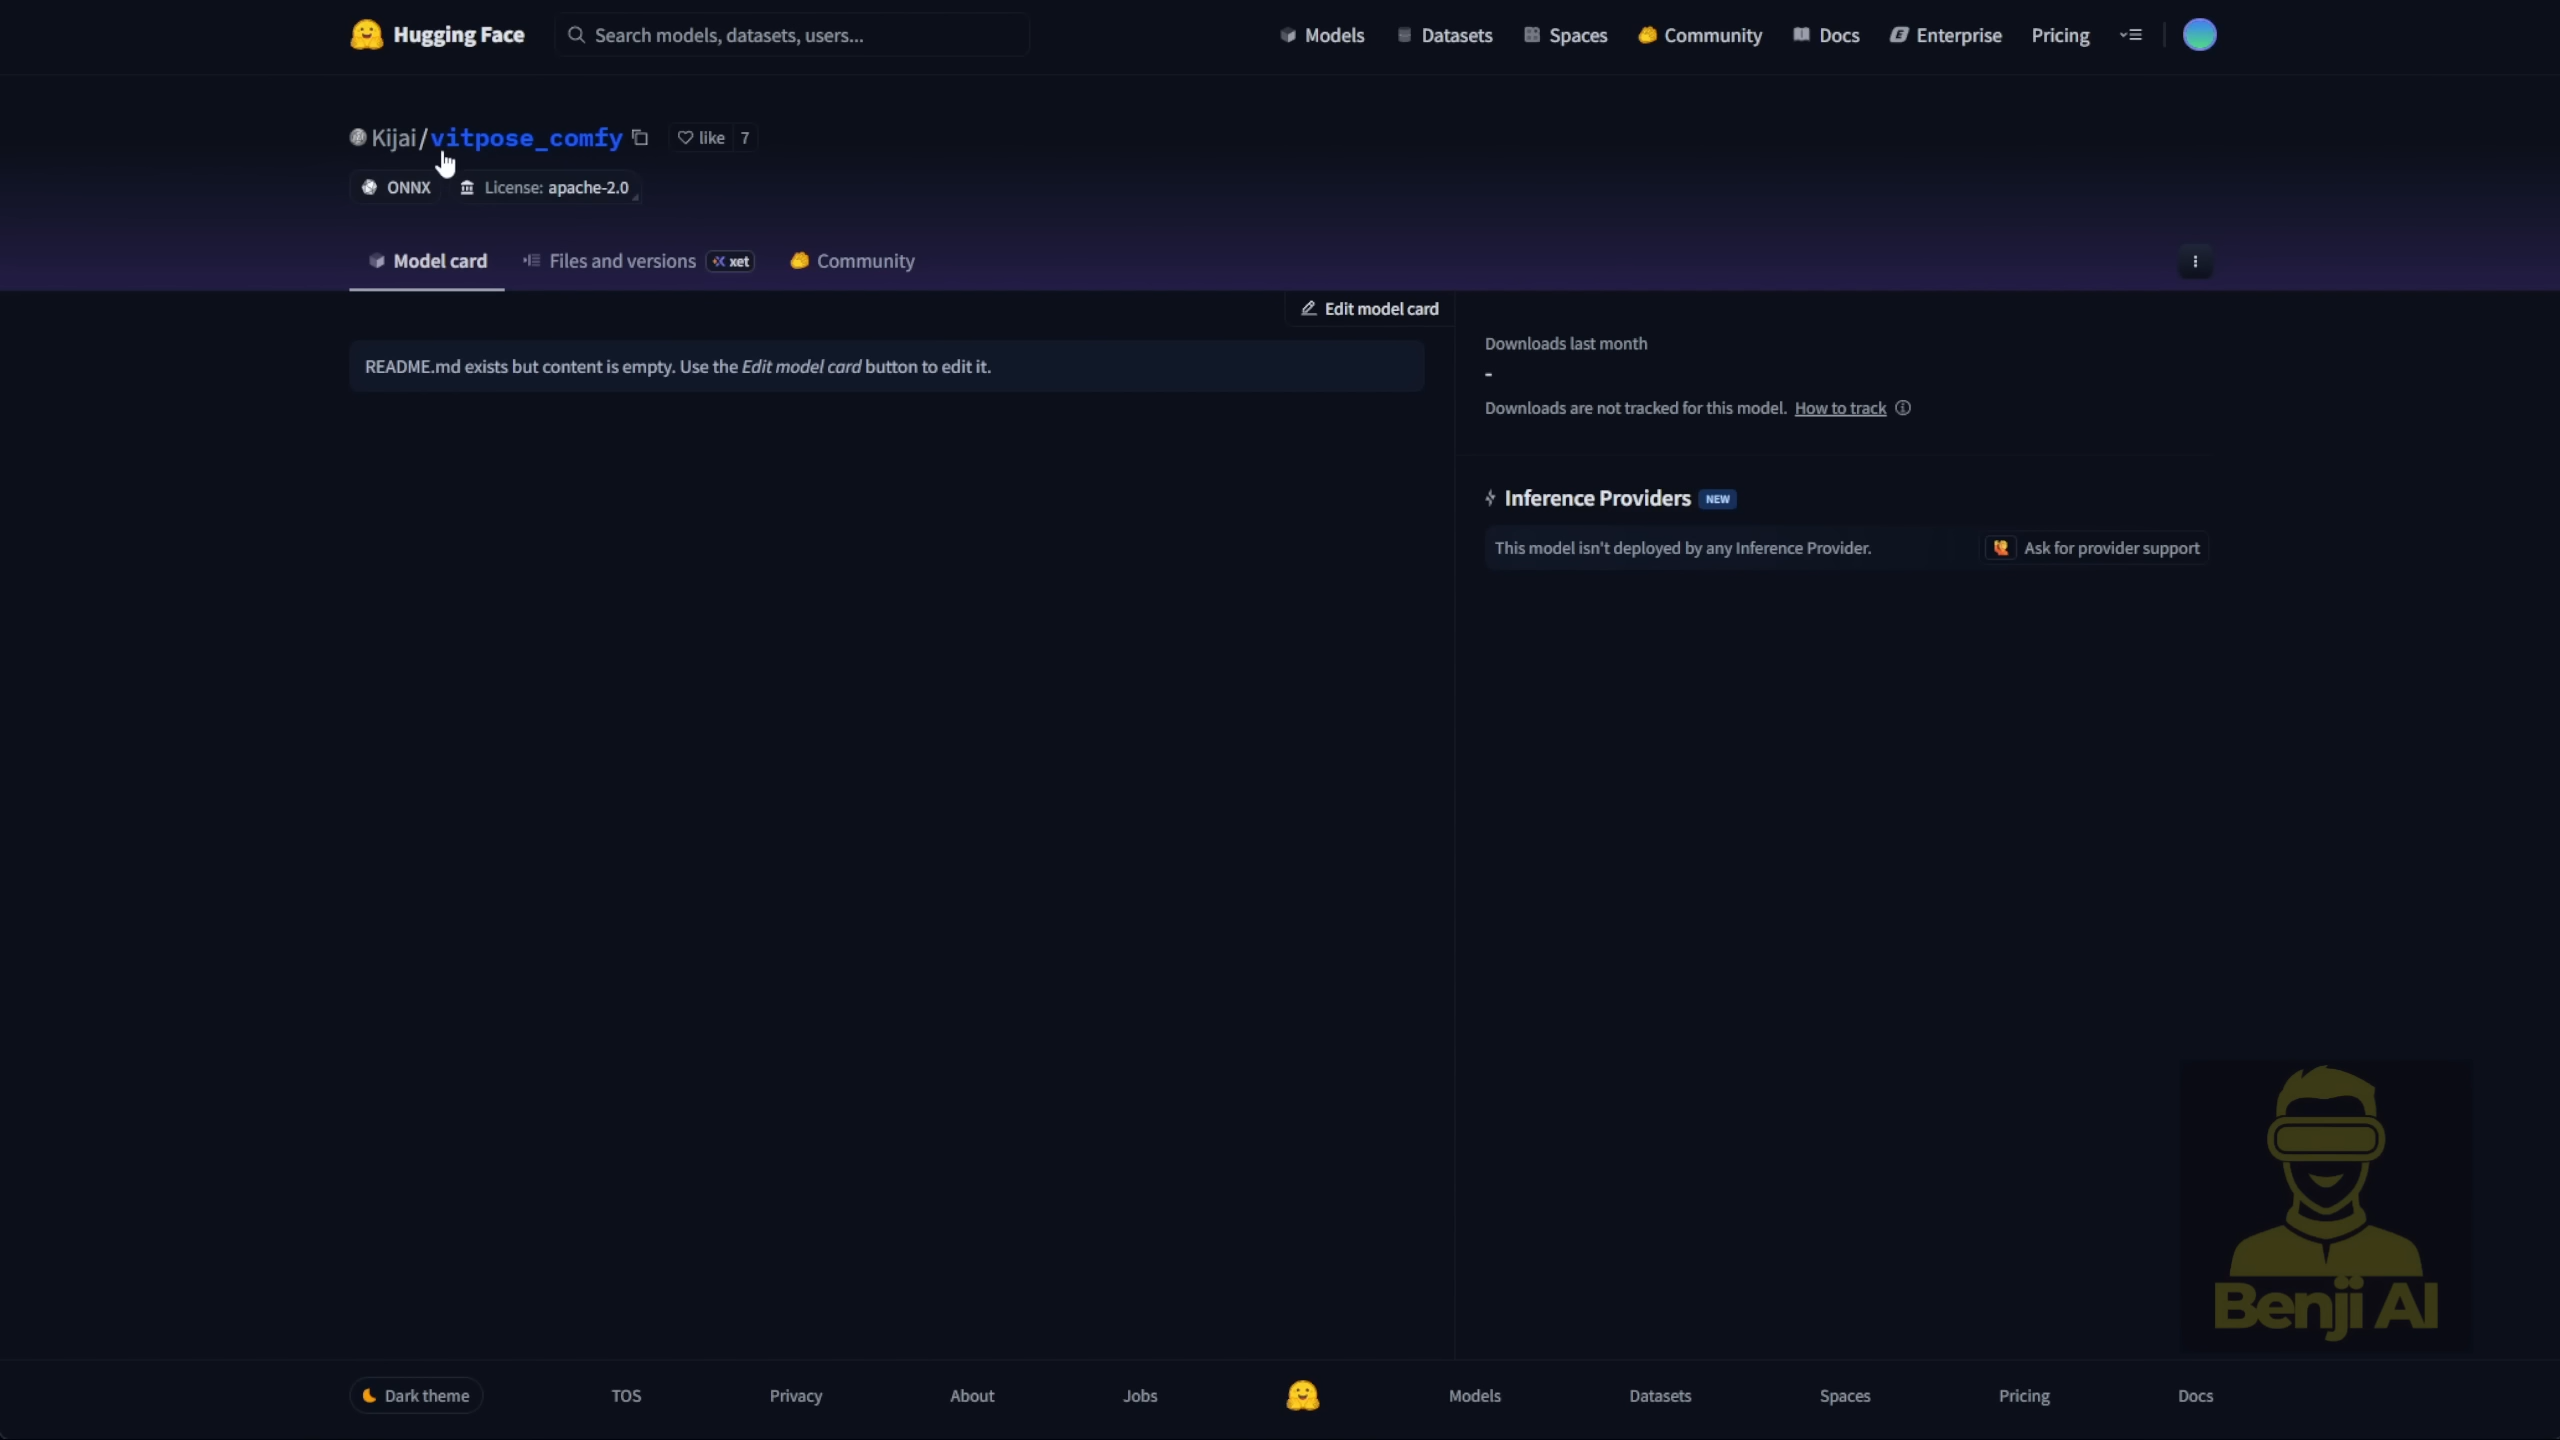 Hugging Face Search models, datasets, users... Models Datasets Spaces Community Docs Enterprise Pricing
Kijai/vitpose_comfy like 7
ONNX License: apache-2.0
Model card Files and versions xet Community
Edit model card
README.md exists but content is empty. Use the Edit model card button to edit it.
Downloads last month
-
Downloads are not tracked for this model. How to track
Inference Providers NEW
This model isn't deployed by any Inference Provider. Ask for provider support
Benji AI
Dark theme TOS Privacy About Jobs Models Datasets Spaces Pricing Docs